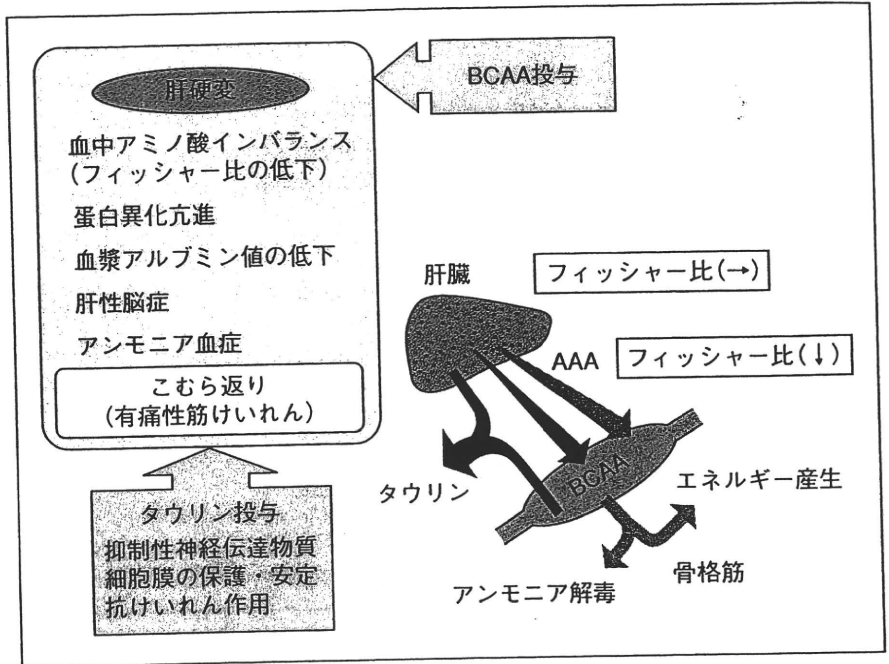 肝硬変
血中アミノ酸インバランス
(フィッシャー比の低下)
蛋白異化亢進
血漿アルブミン値の低下
肝性脳症
アンモニア血症
こむら返り
(有痛性筋けいれん)
BCAA投与
タウリン投与
抑制性神経伝達物質
細胞膜の保護・安定
抗けいれん作用
肝臓
フィッシャー比(→)
AAA
フィッシャー比(↓)
BCAA
タウリン
エネルギー産生
アンモニア解毒
骨格筋